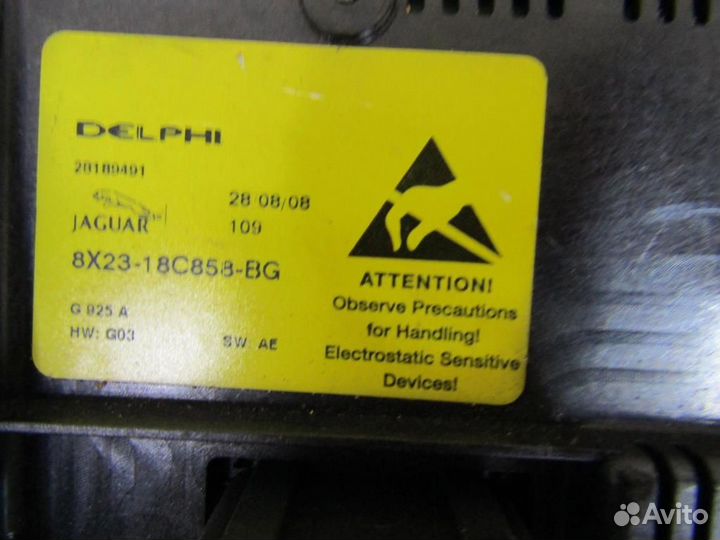 DELPHI
28189491
28 08/08
JAGUAR
109
8X23-18C858-BG
G 925 A
HW: G03
SW AE
ATTENTION!
Observe Precautions
for Handling!
Electrostatic Sensitive
Devices!
Avito